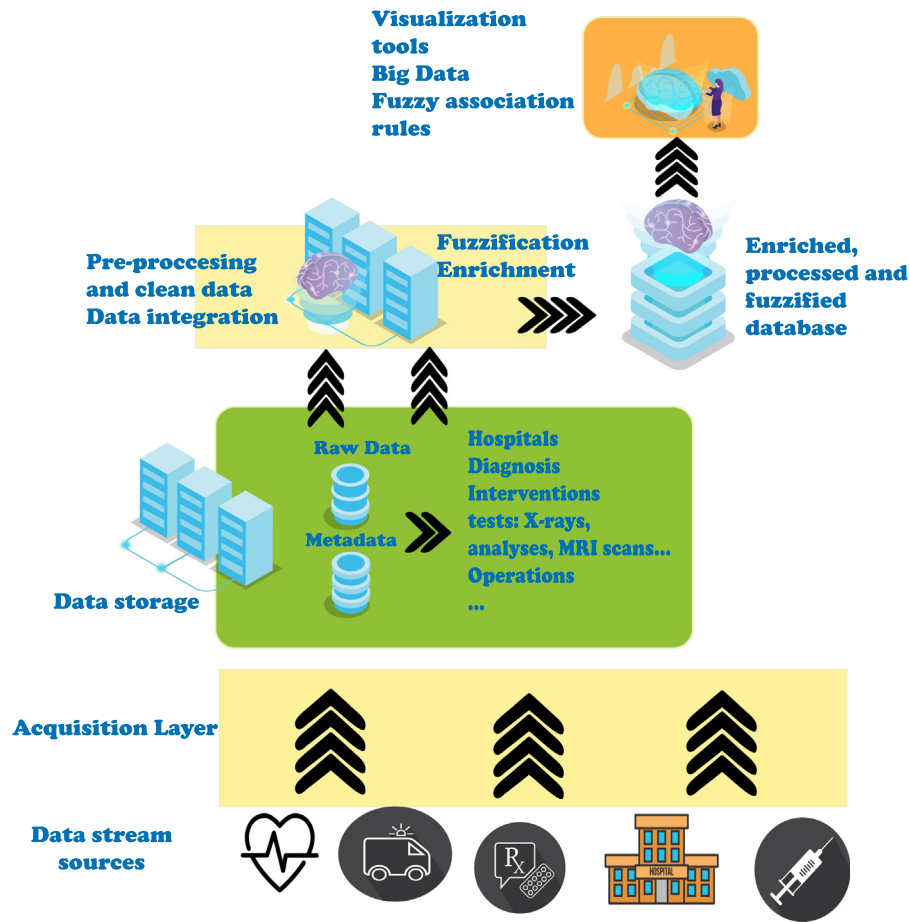 Visualization
tools
Big Data
Fuzzy association
rules
Pre-proccesing
and clean data
Data integration
Fuzzification
Enrichment
Enriched,
processed and
fuzzified
database
Raw Data
Metadata
Hospitals
Diagnosis
Interventions
tests: X-rays,
analyses, MRI scans...
Operations
...
Data storage
Acquisition Layer
Data stream
sources
Rx
HOSPITAL